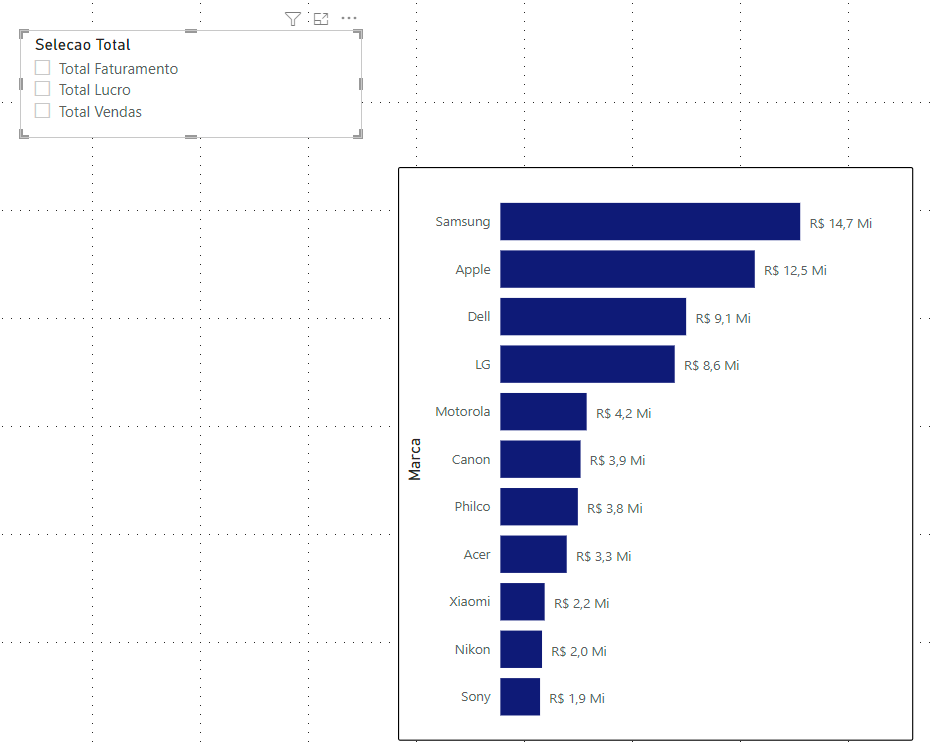 Selecao Total
Total Faturamento
Total Lucro
Total Vendas
Marca
Samsung R$ 14,7 Mi
Apple R$ 12,5 Mi
Dell R$ 9,1 Mi
LG R$ 8,6 Mi
Motorola R$ 4,2 Mi
Canon R$ 3,9 Mi
Philco R$ 3,8 Mi
Acer R$ 3,3 Mi
Xiaomi R$ 2,2 Mi
Nikon R$ 2,0 Mi
Sony R$ 1,9 Mi